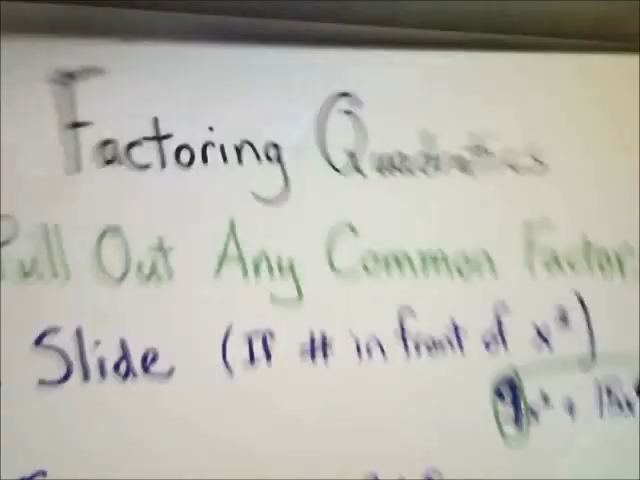 Factoring Quadratics
Pull Out Any Common Factor
Slide (If # in front of x²)